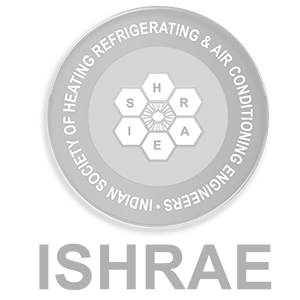 INDIAN SOCIETY OF HEATING REFRIGERATING & AIR CONDITIONING ENGINEERS •
I S H R A E
ISHRAE